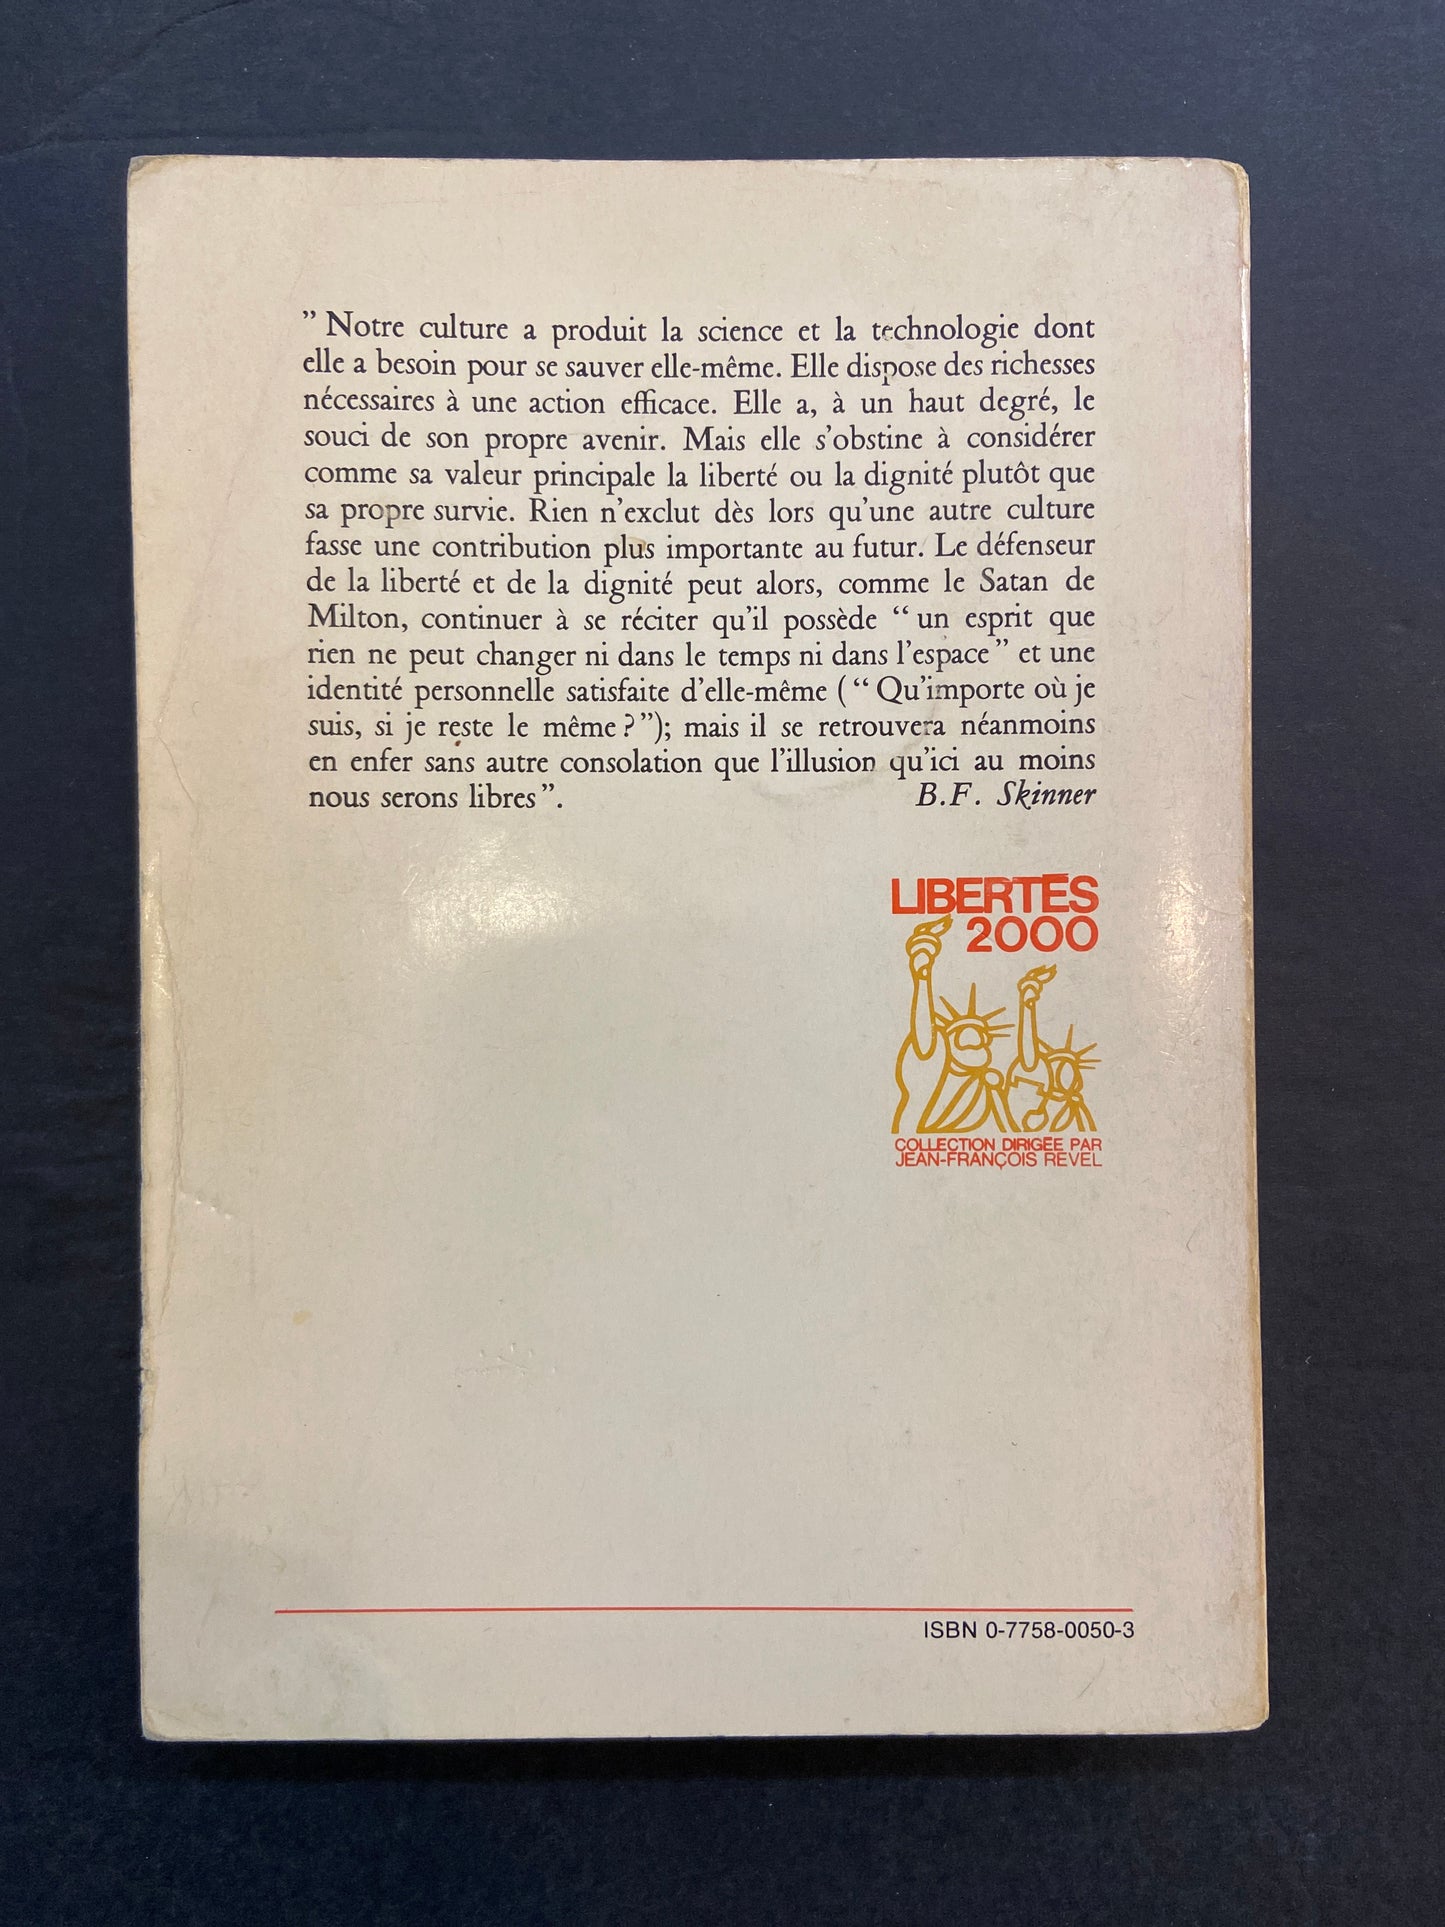 ” Notre culture a produit la science et la technologie dont
elle a besoin pour se sauver elle-même. Elle dispose des richesses
nécessaires à une action efficace. Elle a, à un haut degré, le
souci de son propre avenir. Mais elle s’obstine à considérer
comme sa valeur principale la liberté ou la dignité plutôt que
sa propre survie. Rien n’exclut dès lors qu’une autre culture
fasse une contribution plus importante au futur. Le défenseur
de la liberté et de la dignité peut alors, comme le Satan de
Milton, continuer à se réciter qu’il possède “ un esprit que
rien ne peut changer ni dans le temps ni dans l’espace ” et une
identité personnelle satisfaite d’elle-même ( “ Qu’importe où je
suis, si je reste le même ? ”); mais il se retrouvera néanmoins
en enfer sans autre consolation que l’illusion qu’ici au moins
nous serons libres ”. B.F. Skinner
LIBERTÉS
2000
COLLECTION DIRIGÉE PAR
JEAN-FRANÇOIS REVEL
ISBN 0-7758-0050-3